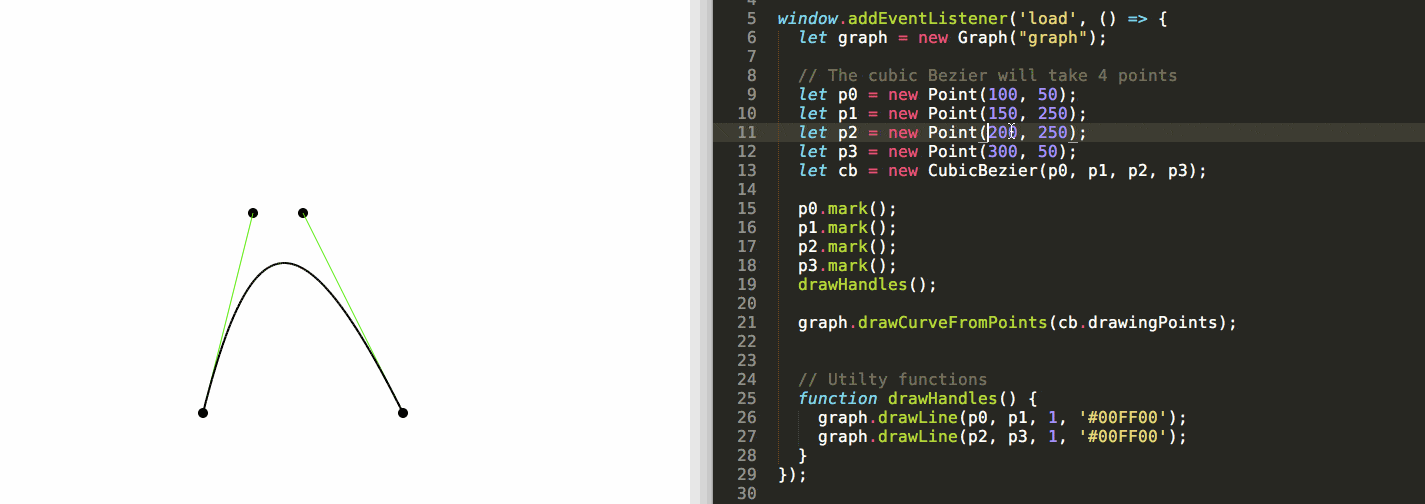 5 window.addEventListener('load', () => {
6 let graph = new Graph("graph");
7
8 // The cubic Bezier will take 4 points
9 let p0 = new Point(100, 50);
10 let p1 = new Point(150, 250);
11 let p2 = new Point(200, 250);
12 let p3 = new Point(300, 50);
13 let cb = new CubicBezier(p0, p1, p2, p3);
14
15 p0.mark();
16 p1.mark();
17 p2.mark();
18 p3.mark();
19 drawHandles();
20
21 graph.drawCurveFromPoints(cb.drawingPoints);
22
23
24 // Utilty functions
25 function drawHandles() {
26 graph.drawLine(p0, p1, 1, '#00FF00');
27 graph.drawLine(p2, p3, 1, '#00FF00');
28 }
29 });
30